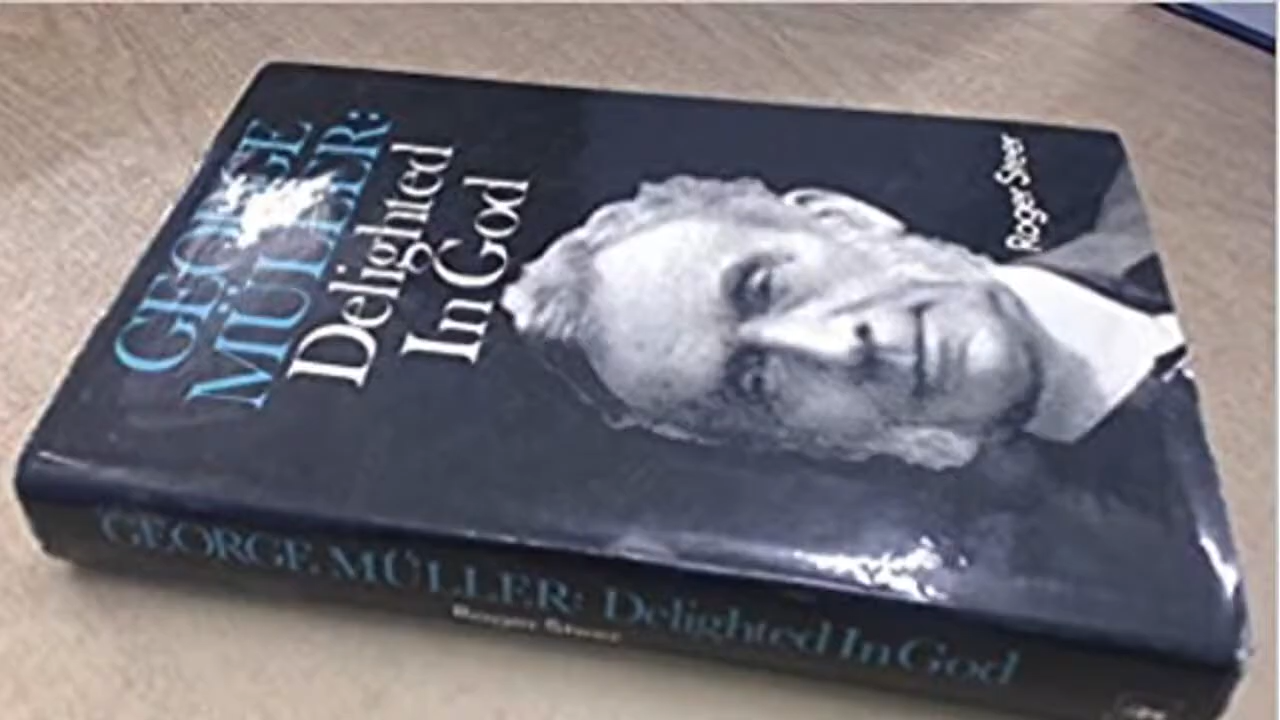 GEORGE
MÜLLER:
Delighted
In God
Roger Steer
GEORGE MÜLLER: Delighted In God
Roger Steer